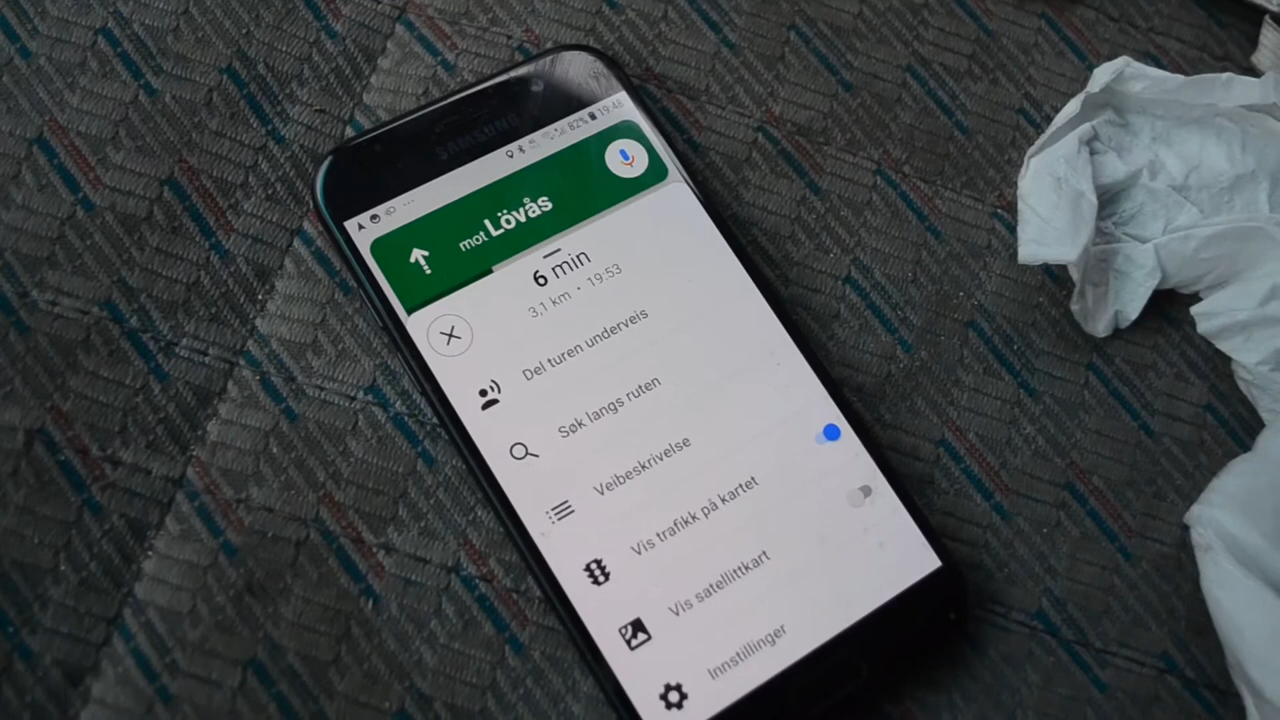 SAMSUNG
82% 19:48
mot Lövås
6 min
3,1 km • 19:53
Del turen underveis
Søk langs ruten
Veibeskrivelse
Vis trafikk på kartet
Vis satellittkart
Innstillinger